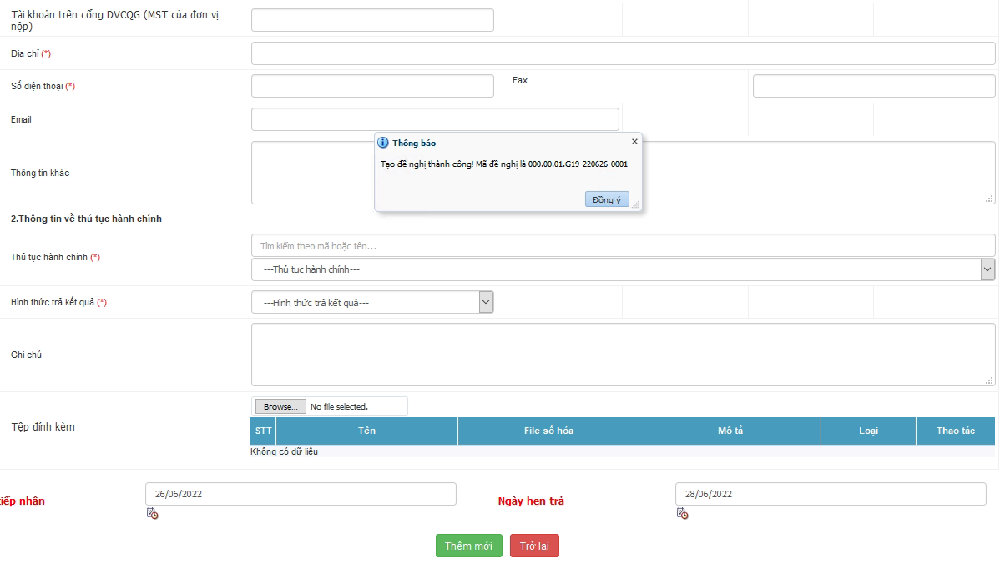 Tài khoản trên cổng DVCQG (MST của đơn vị
nộp)
Địa chỉ (*)
Số điện thoại (*)
Fax
Email
Thông báo
Tạo đề nghị thành công! Mã đề nghị là 000.00.01.G19-220626-0001
Đồng ý
Thông tin khác
2.Thông tin về thủ tục hành chính
Thủ tục hành chính (*)
Tìm kiếm theo mã hoặc tên...
---Thủ tục hành chính---
Hình thức trả kết quả (*)
---Hình thức trả kết quả---
Ghi chú
Tệp đính kèm
Browse... No file selected.
STT Tên File số hóa Mô tả Loại Thao tác
Không có dữ liệu
tiếp nhận 26/06/2022 Ngày hẹn trả 28/06/2022
Thêm mới Trở lại